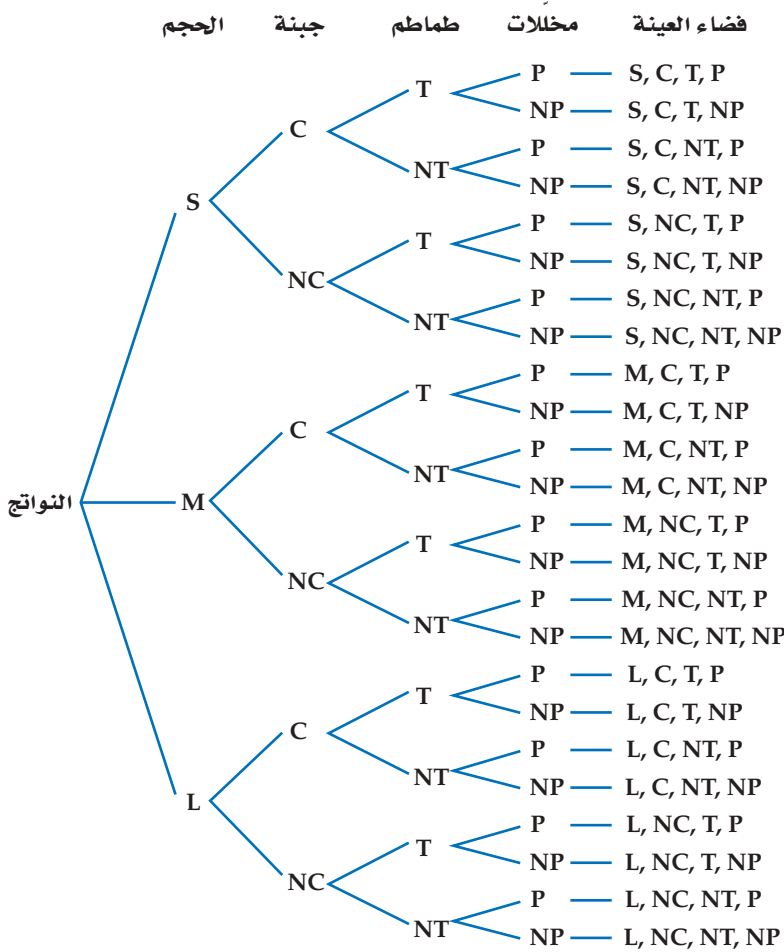 فضاء العينة مخلّلات طماطم جبنة الحجم
P S, C, T, P
T
NP S, C, T, NP
C
P S, C, NT, P
NT
NP S, C, NT, NP
S
P S, NC, T, P
T
NP S, NC, T, NP
NC
P S, NC, NT, P
NT
NP S, NC, NT, NP
P M, C, T, P
T
NP M, C, T, NP
C
P M, C, NT, P
NT
NP M, C, NT, NP
النواتج M
P M, NC, T, P
T
NP M, NC, T, NP
NC
P M, NC, NT, P
NT
NP M, NC, NT, NP
P L, C, T, P
T
NP L, C, T, NP
C
P L, C, NT, P
NT
NP L, C, NT, NP
L
P L, NC, T, P
T
NP L, NC, T, NP
NC
P L, NC, NT, P
NT
NP L, NC, NT, NP